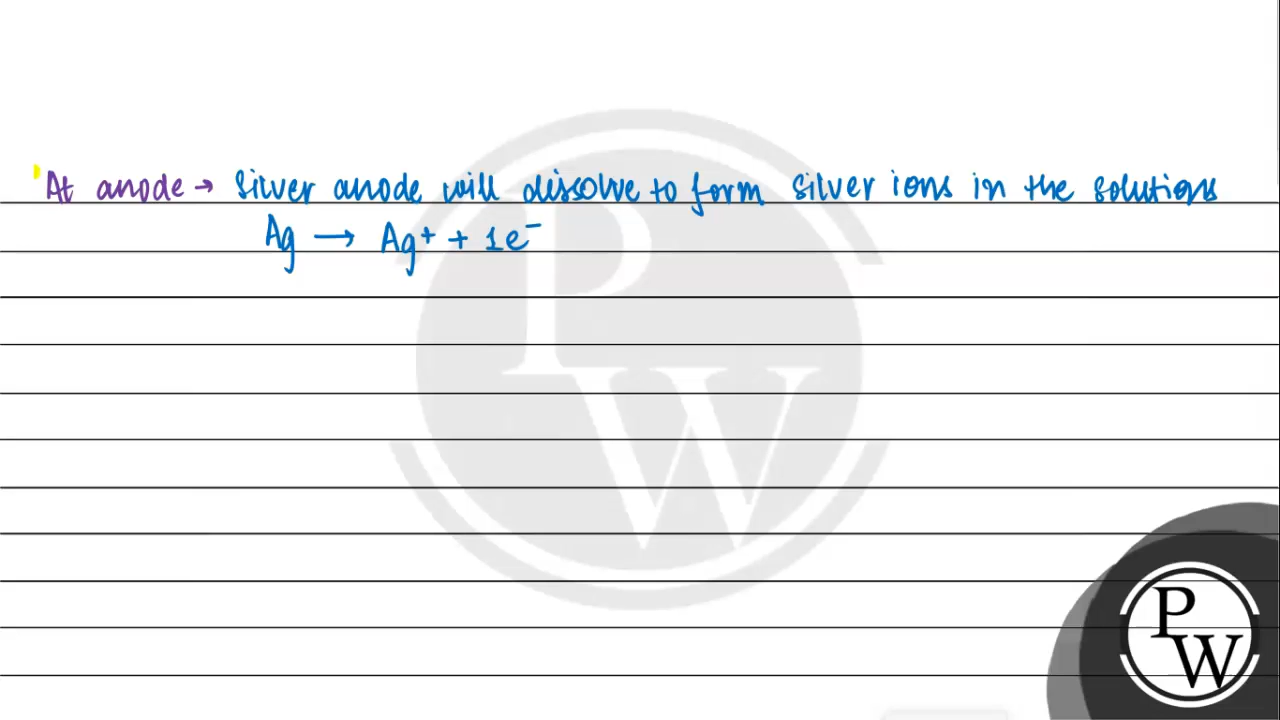 At anode → Silver anode will dissolve to form silver ions in the solutions
Ag → Ag⁺ + 1e⁻
P
W
P
W